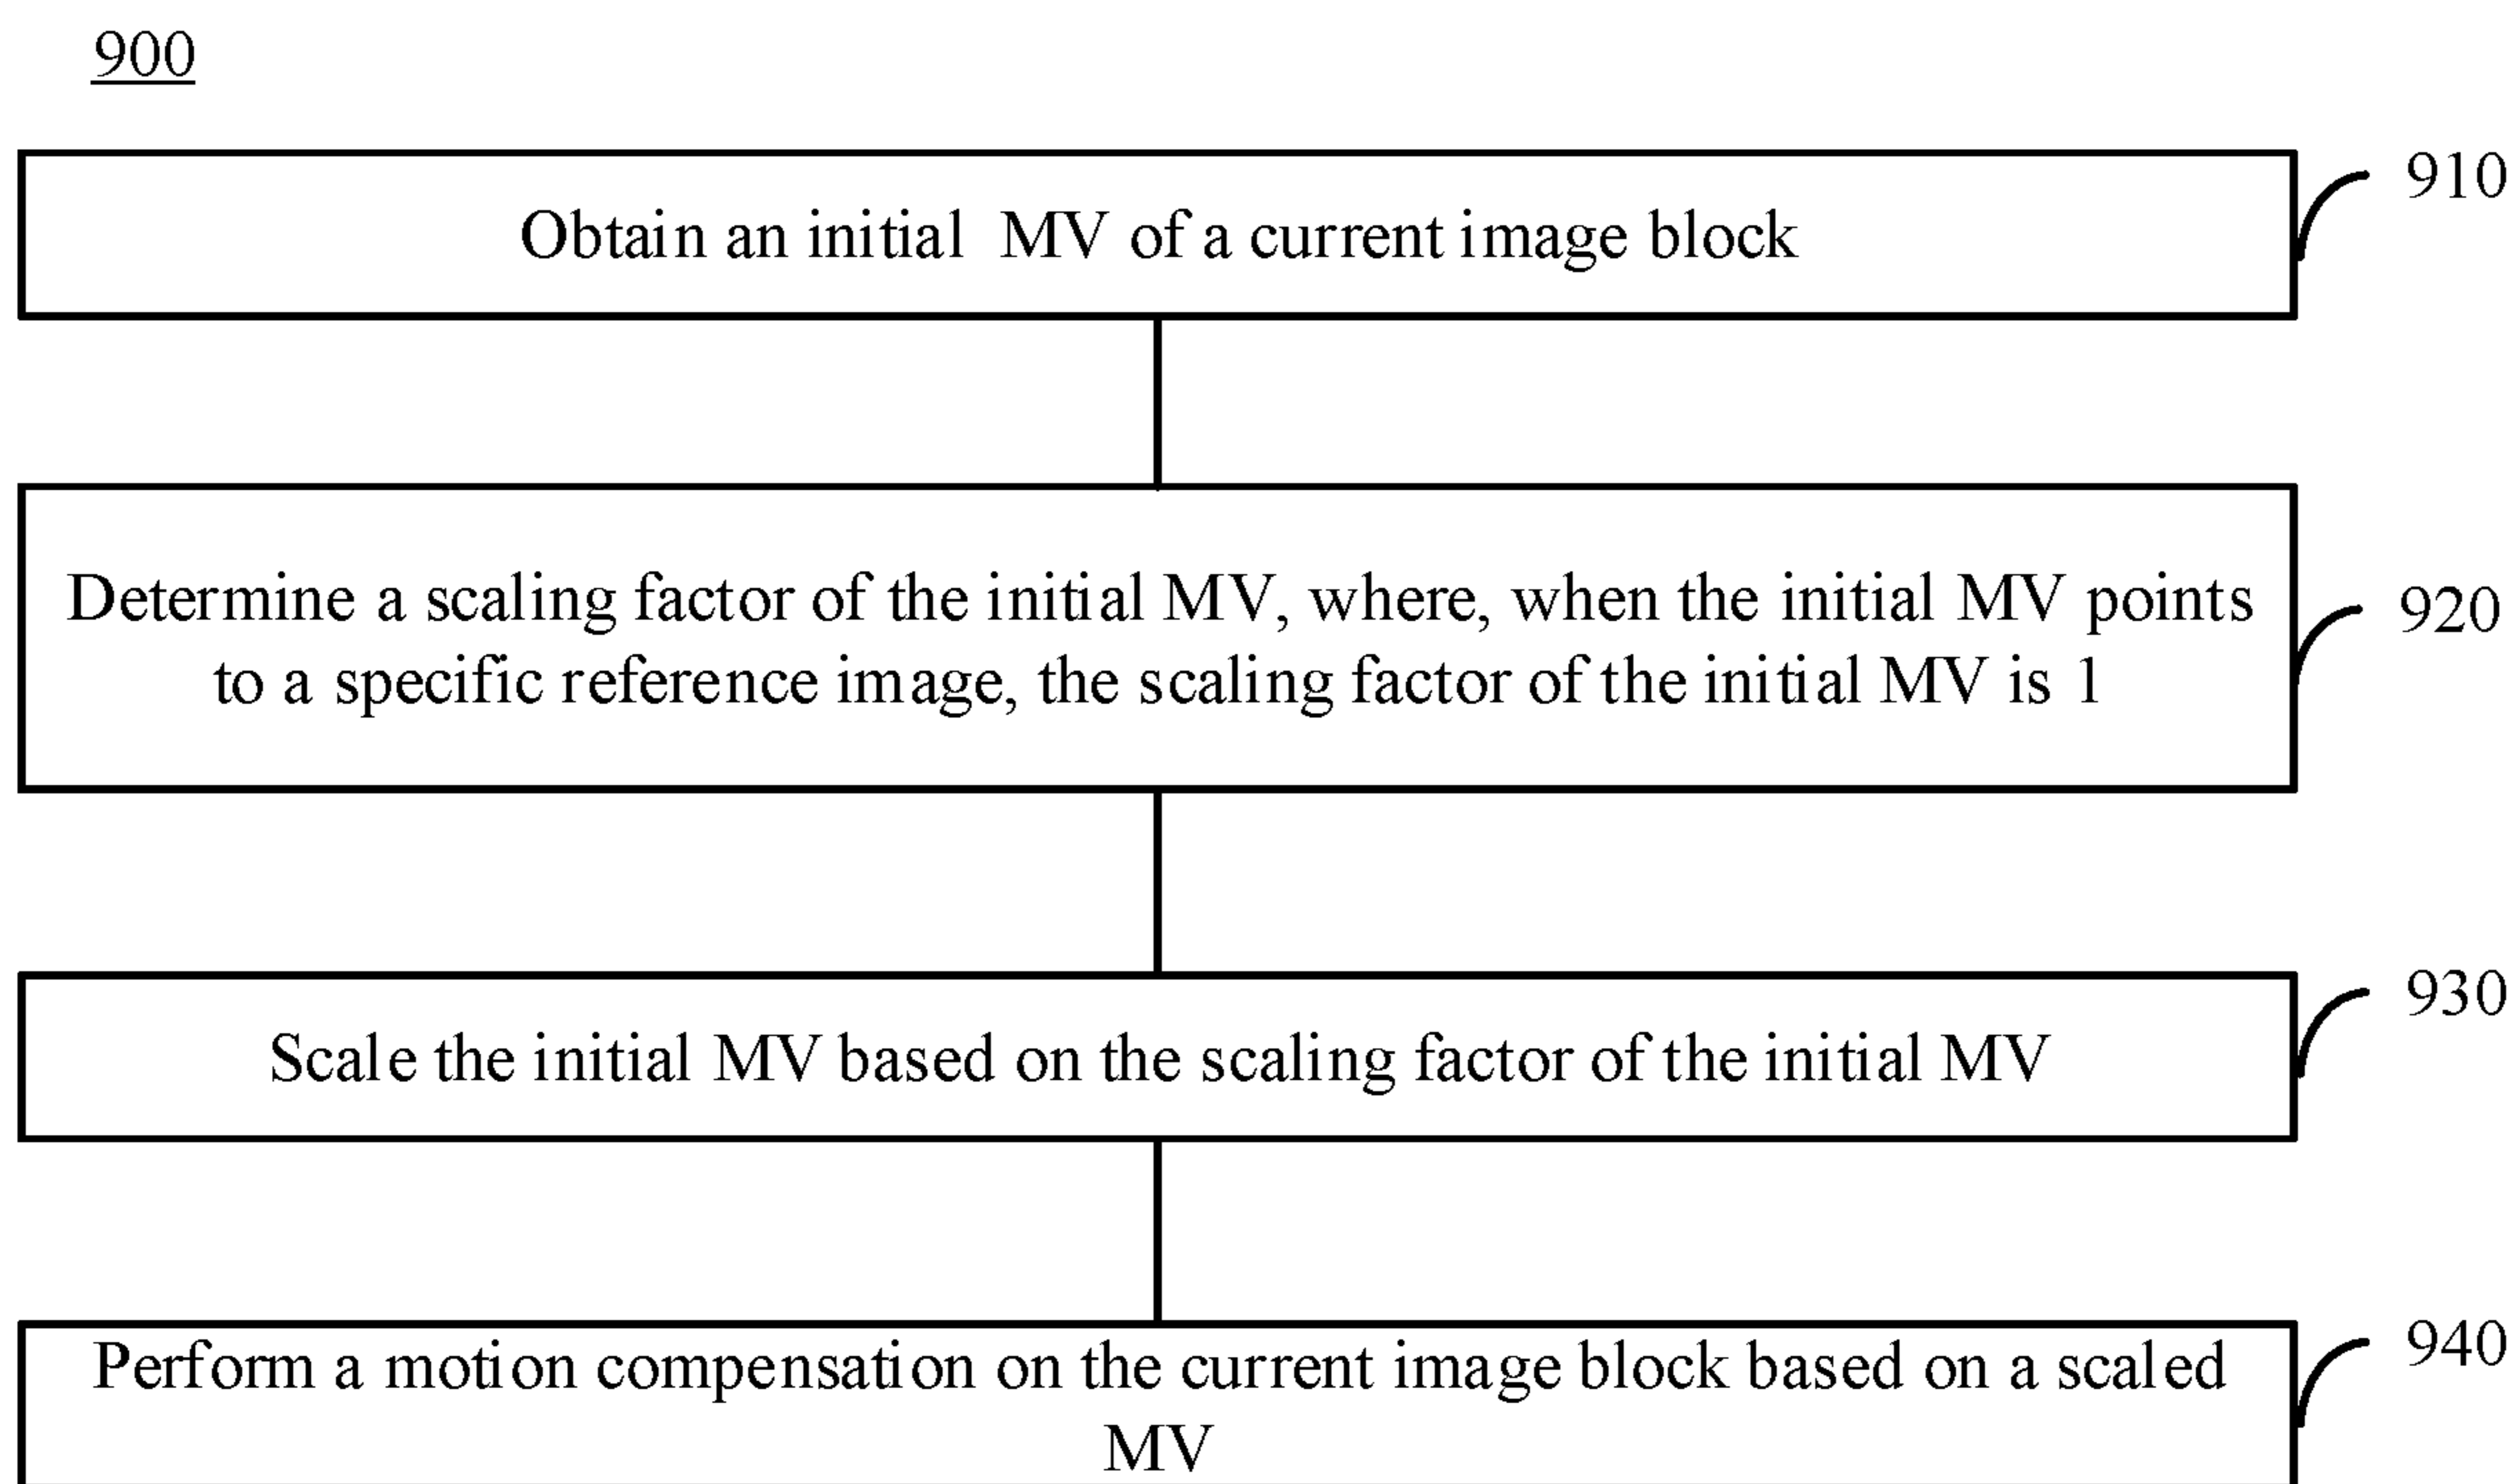 900
Obtain an initial MV of a current image block
910
Determine a scaling factor of the initial MV, where, when the initial MV points
to a specific reference image, the scaling factor of the initial MV is 1
920
Scale the initial MV based on the scaling factor of the initial MV
930
Perform a motion compensation on the current image block based on a scaled
MV
940